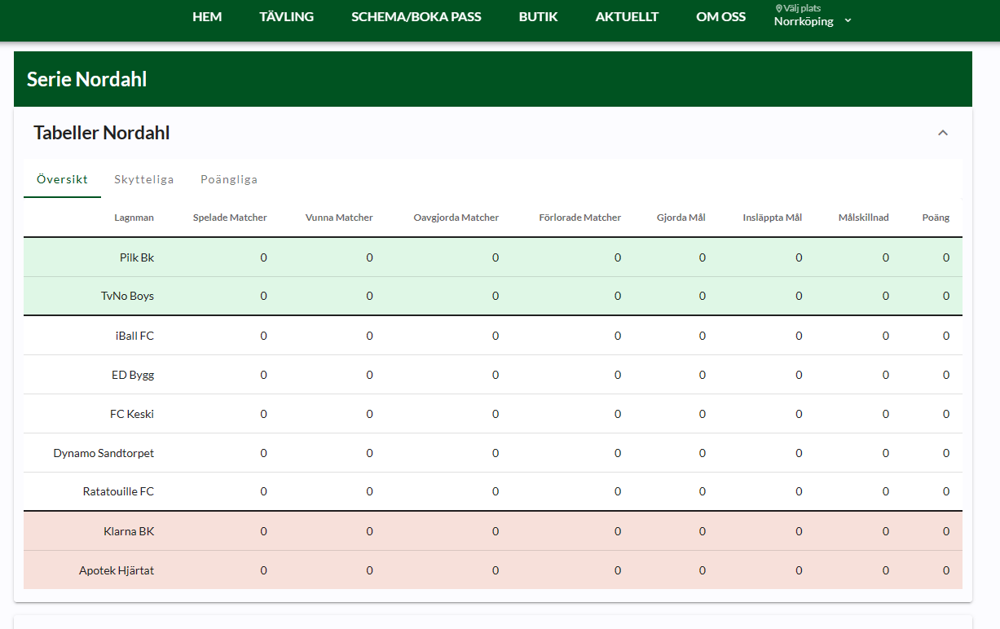 HEM TÄVLING SCHEMA/BOKA PASS BUTIK AKTUELLT OM OSS
Välj plats
Norrköping
Serie Nordahl
Tabeller Nordahl
Översikt Skytteliga Poängliga
Lagnman Spelade Matcher Vunna Matcher Oavgjorda Matcher Förlorade Matcher Gjorda Mål Insläppta Mål Målskillnad Poäng
Pilk Bk 0 0 0 0 0 0 0 0
TvNo Boys 0 0 0 0 0 0 0 0
iBall FC 0 0 0 0 0 0 0 0
ED Bygg 0 0 0 0 0 0 0 0
FC Keski 0 0 0 0 0 0 0 0
Dynamo Sandtorpet 0 0 0 0 0 0 0 0
Ratatouille FC 0 0 0 0 0 0 0 0
Klarna BK 0 0 0 0 0 0 0 0
Apotek Hjärtat 0 0 0 0 0 0 0 0